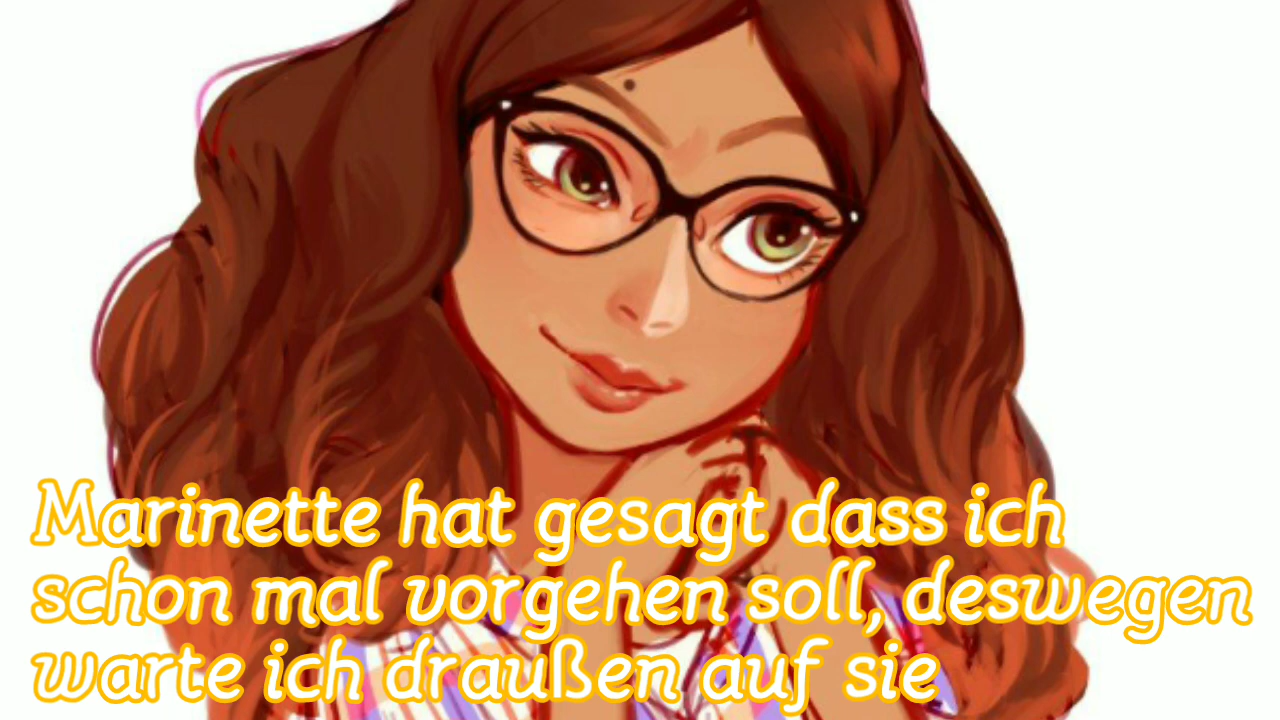 Marinette hat gesagt dass ich
schon mal vorgehen soll, deswegen
warte ich draußen auf sie